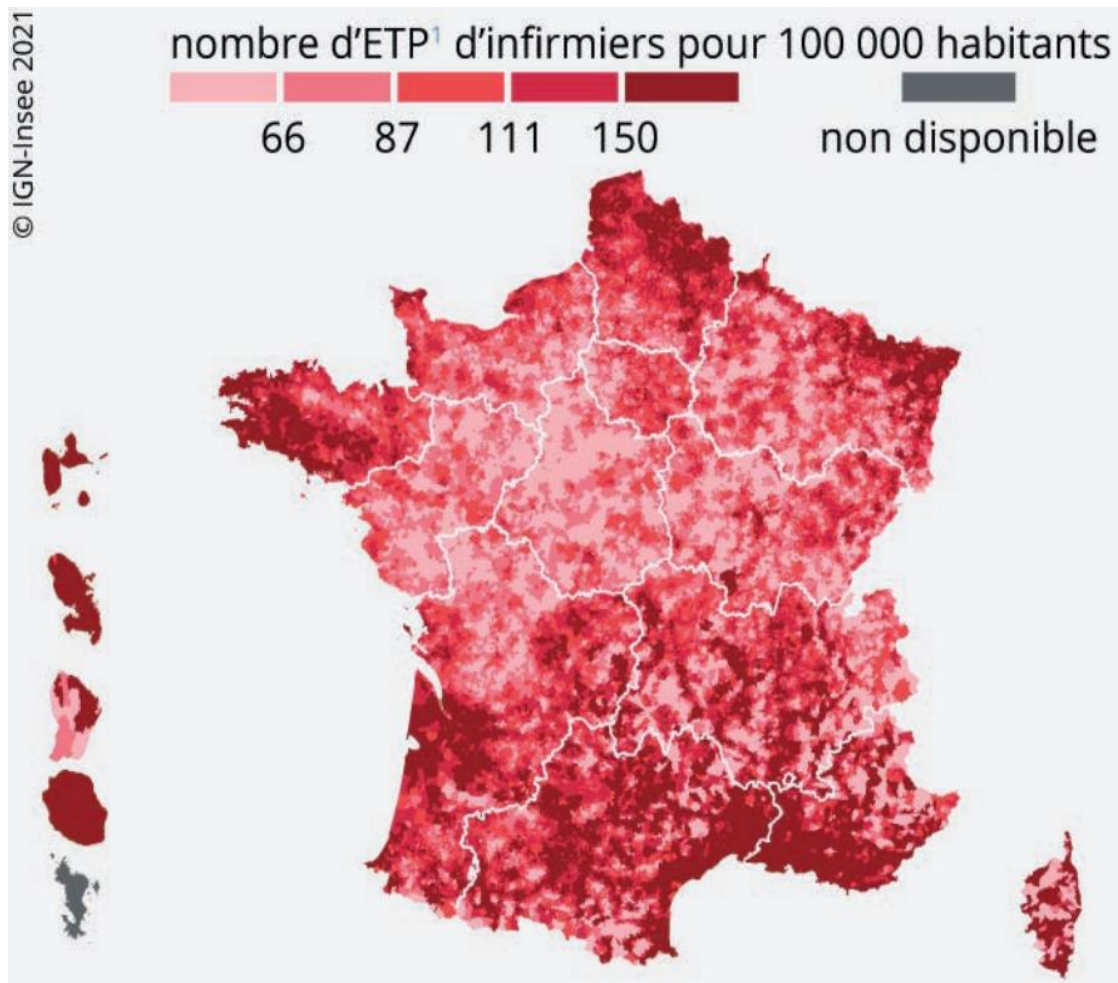 nombre d'ETP¹ d'infirmiers pour 100 000 habitants
66 87 111 150
non disponible
© IGN-Insee 2021